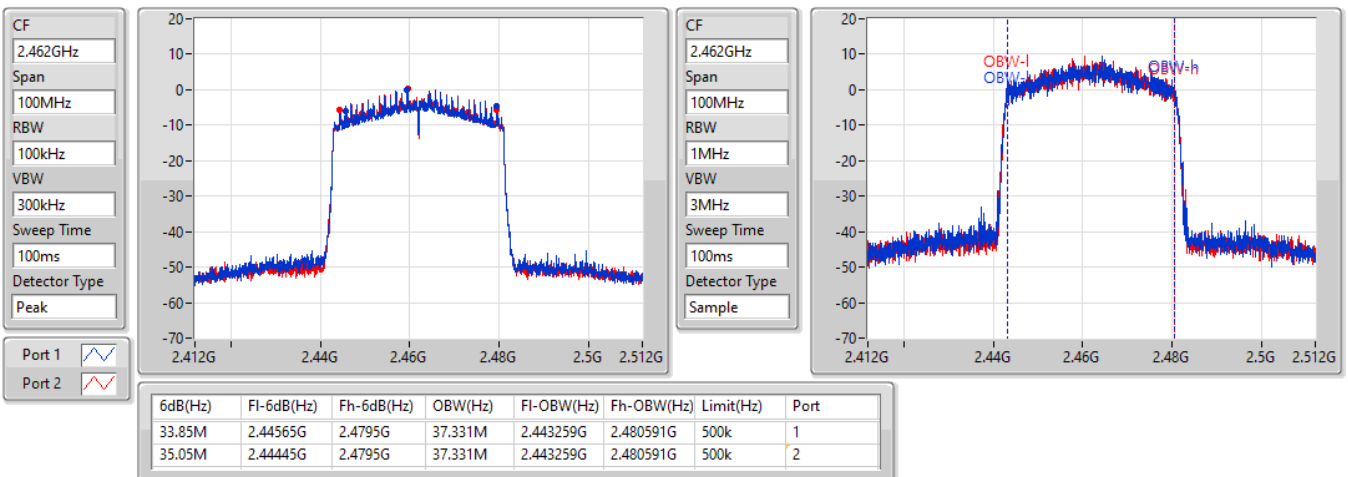 CF
2.462GHz
Span
100MHz
RBW
100kHz
VBW
300kHz
Sweep Time
100ms
Detector Type
Peak
Port 1
Port 2
20
10
0
-10
-20
-30
-40
-50
-60
-70
2.412G 2.44G 2.46G 2.48G 2.5G 2.512G
CF
2.462GHz
Span
100MHz
RBW
1MHz
VBW
3MHz
Sweep Time
100ms
Detector Type
Sample
20
10
0
-10
-20
-30
-40
-50
-60
-70
OBW-l
OBW-l
OBW-h
OBW-h
2.412G 2.44G 2.46G 2.48G 2.5G 2.512G
6dB(Hz) Fl-6dB(Hz) Fh-6dB(Hz) OBW(Hz) Fl-OBW(Hz) Fh-OBW(Hz) Limit(Hz) Port
33.85M 2.44565G 2.4795G 37.331M 2.443259G 2.480591G 500k 1
35.05M 2.44445G 2.4795G 37.331M 2.443259G 2.480591G 500k 2